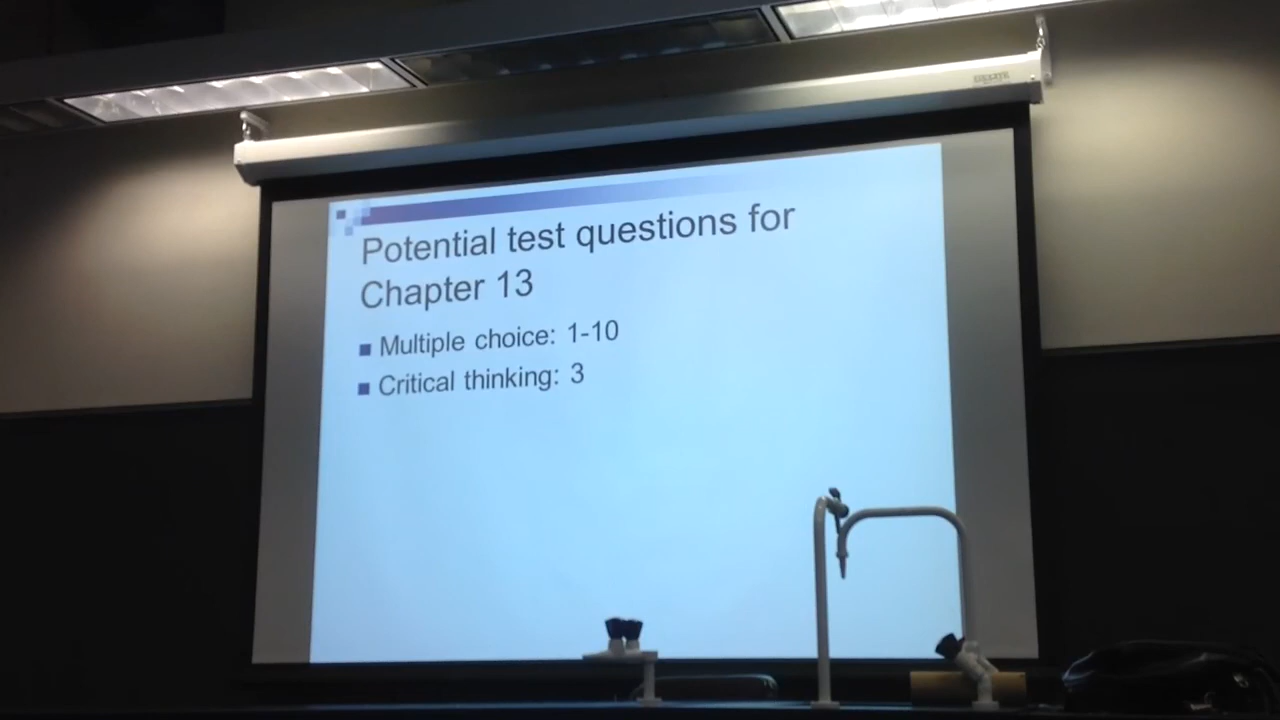 Potential test questions for
Chapter 13
Multiple choice: 1-10
Critical thinking: 3